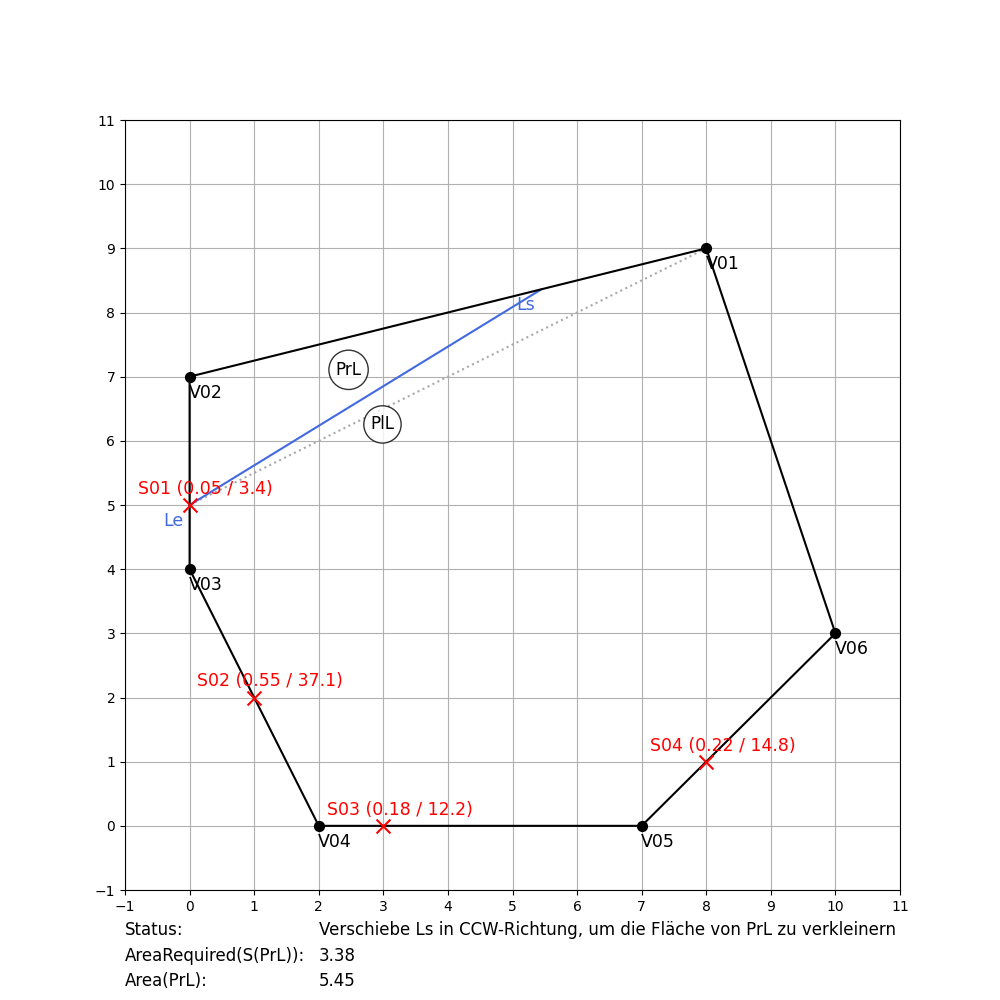 11
10
9
8
7
6
5
4
3
2
1
0
−1
−1 0 1 2 3 4 5 6 7 8 9 10 11
V01
Ls
PrL
V02
PlL
S01 (0.05 / 3.4)
Le
V03
V06
S02 (0.55 / 37.1)
S04 (0.22 / 14.8)
S03 (0.18 / 12.2)
V04
V05
Status: Verschiebe Ls in CCW-Richtung, um die Fläche von PrL zu verkleinern
AreaRequired(S(PrL)): 3.38
Area(PrL): 5.45